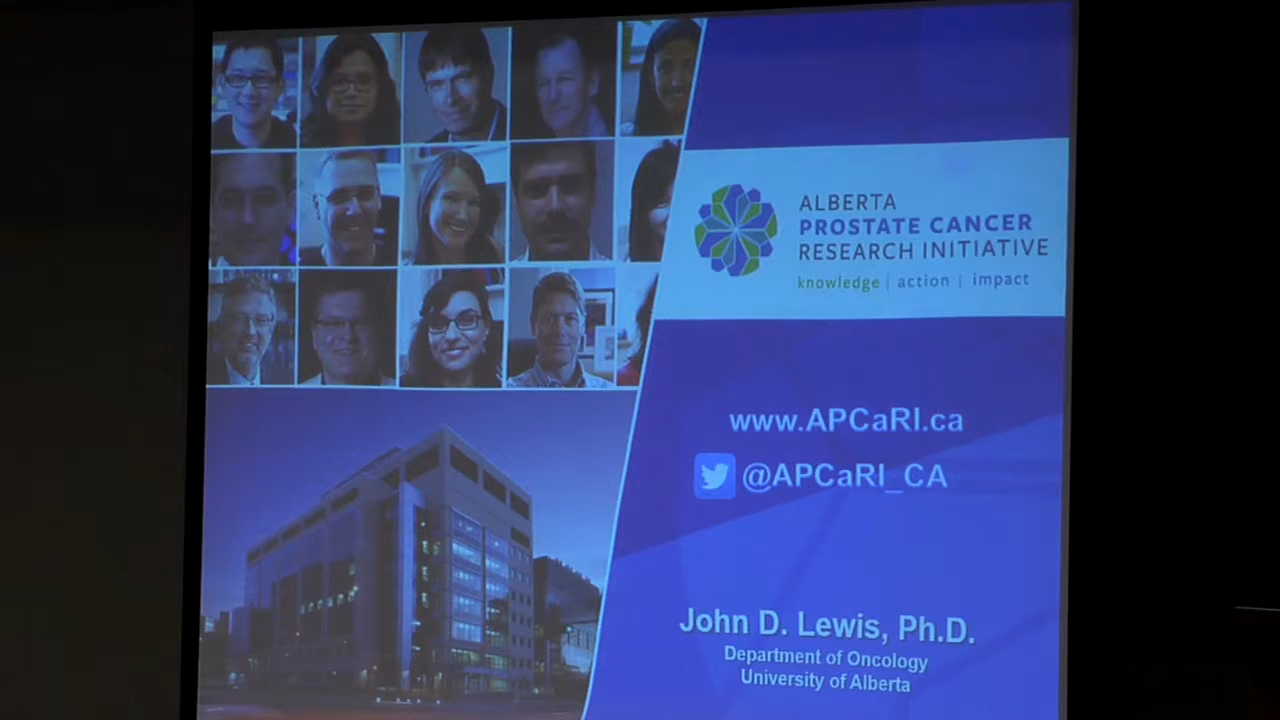 ALBERTA
PROSTATE CANCER
RESEARCH INITIATIVE
knowledge | action | impact
www.APCaRI.ca
@APCaRI_CA
John D. Lewis, Ph.D.
Department of Oncology
University of Alberta